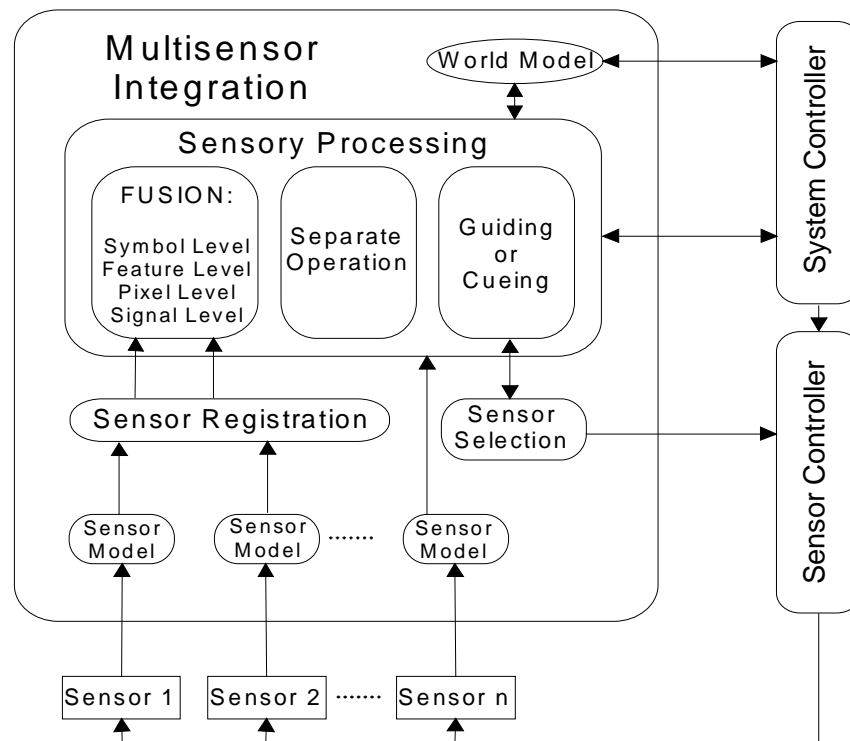 Multisensor
Integration
World Model
System Controller
Sensory Processing
FUSION:
Symbol Level
Feature Level
Pixel Level
Signal Level
Separate
Operation
Guiding
or
Cueing
Sensor Registration
Sensor
Selection
Sensor Controller
Sensor
Model
Sensor
Model
.......
Sensor
Model
Sensor 1
Sensor 2
.......
Sensor n